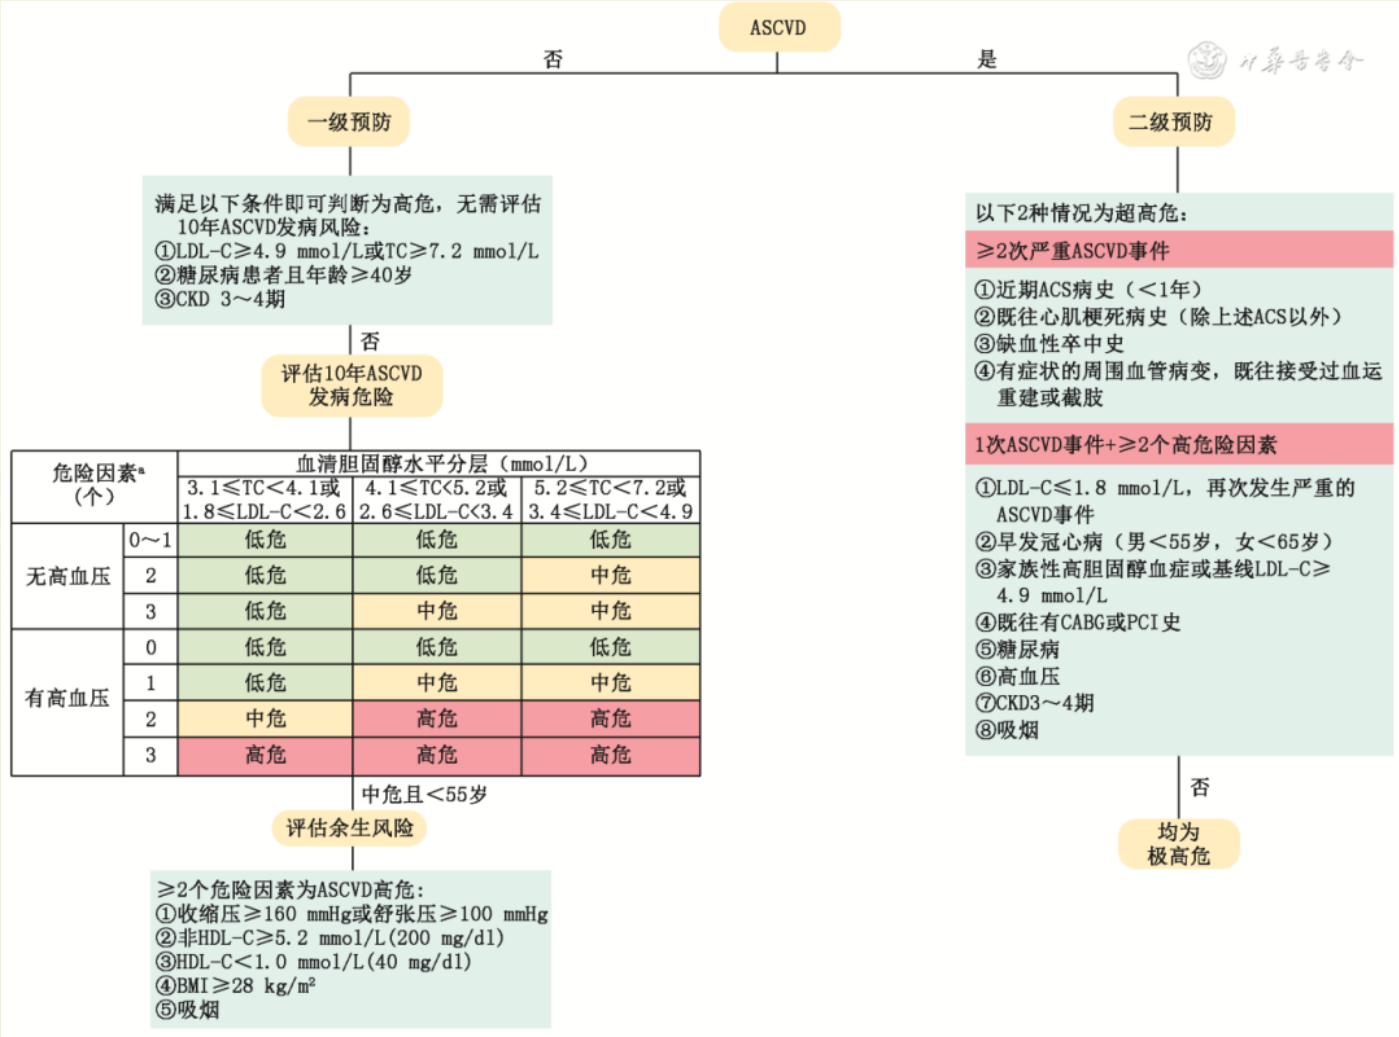 ASCVD
否
是
中华医学会
一级预防
二级预防
满足以下条件即可判断为高危，无需评估
10年ASCVD发病风险：
①LDL-C≥4.9 mmol/L或TC≥7.2 mmol/L
②糖尿病患者且年龄≥40岁
③CKD 3～4期
否
评估10年ASCVD
发病危险
危险因素ᵃ
（个）
血清胆固醇水平分层（mmol/L）
3.1≤TC＜4.1或
1.8≤LDL-C＜2.6
4.1≤TC<5.2或
2.6≤LDL-C<3.4
5.2≤TC＜7.2或
3.4≤LDL-C＜4.9
无高血压
0～1 低危 低危 低危
2 低危 低危 中危
3 低危 中危 中危
有高血压
0 低危 低危 低危
1 低危 中危 中危
2 中危 高危 高危
3 高危 高危 高危
中危且＜55岁
评估余生风险
≥2个危险因素为ASCVD高危：
①收缩压≥160 mmHg或舒张压≥100 mmHg
②非HDL-C≥5.2 mmol/L(200 mg/dl)
③HDL-C＜1.0 mmol/L(40 mg/dl)
④BMI≥28 kg/m²
⑤吸烟
以下2种情况为超高危：
≥2次严重ASCVD事件
①近期ACS病史（＜1年）
②既往心肌梗死病史（除上述ACS以外）
③缺血性卒中史
④有症状的周围血管病变，既往接受过血运
重建或截肢
1次ASCVD事件+≥2个高危险因素
①LDL-C≤1.8 mmol/L，再次发生严重的
ASCVD事件
②早发冠心病（男＜55岁，女＜65岁）
③家族性高胆固醇血症或基线LDL-C≥
4.9 mmol/L
④既往有CABG或PCI史
⑤糖尿病
⑥高血压
⑦CKD3～4期
⑧吸烟
否
均为
极高危